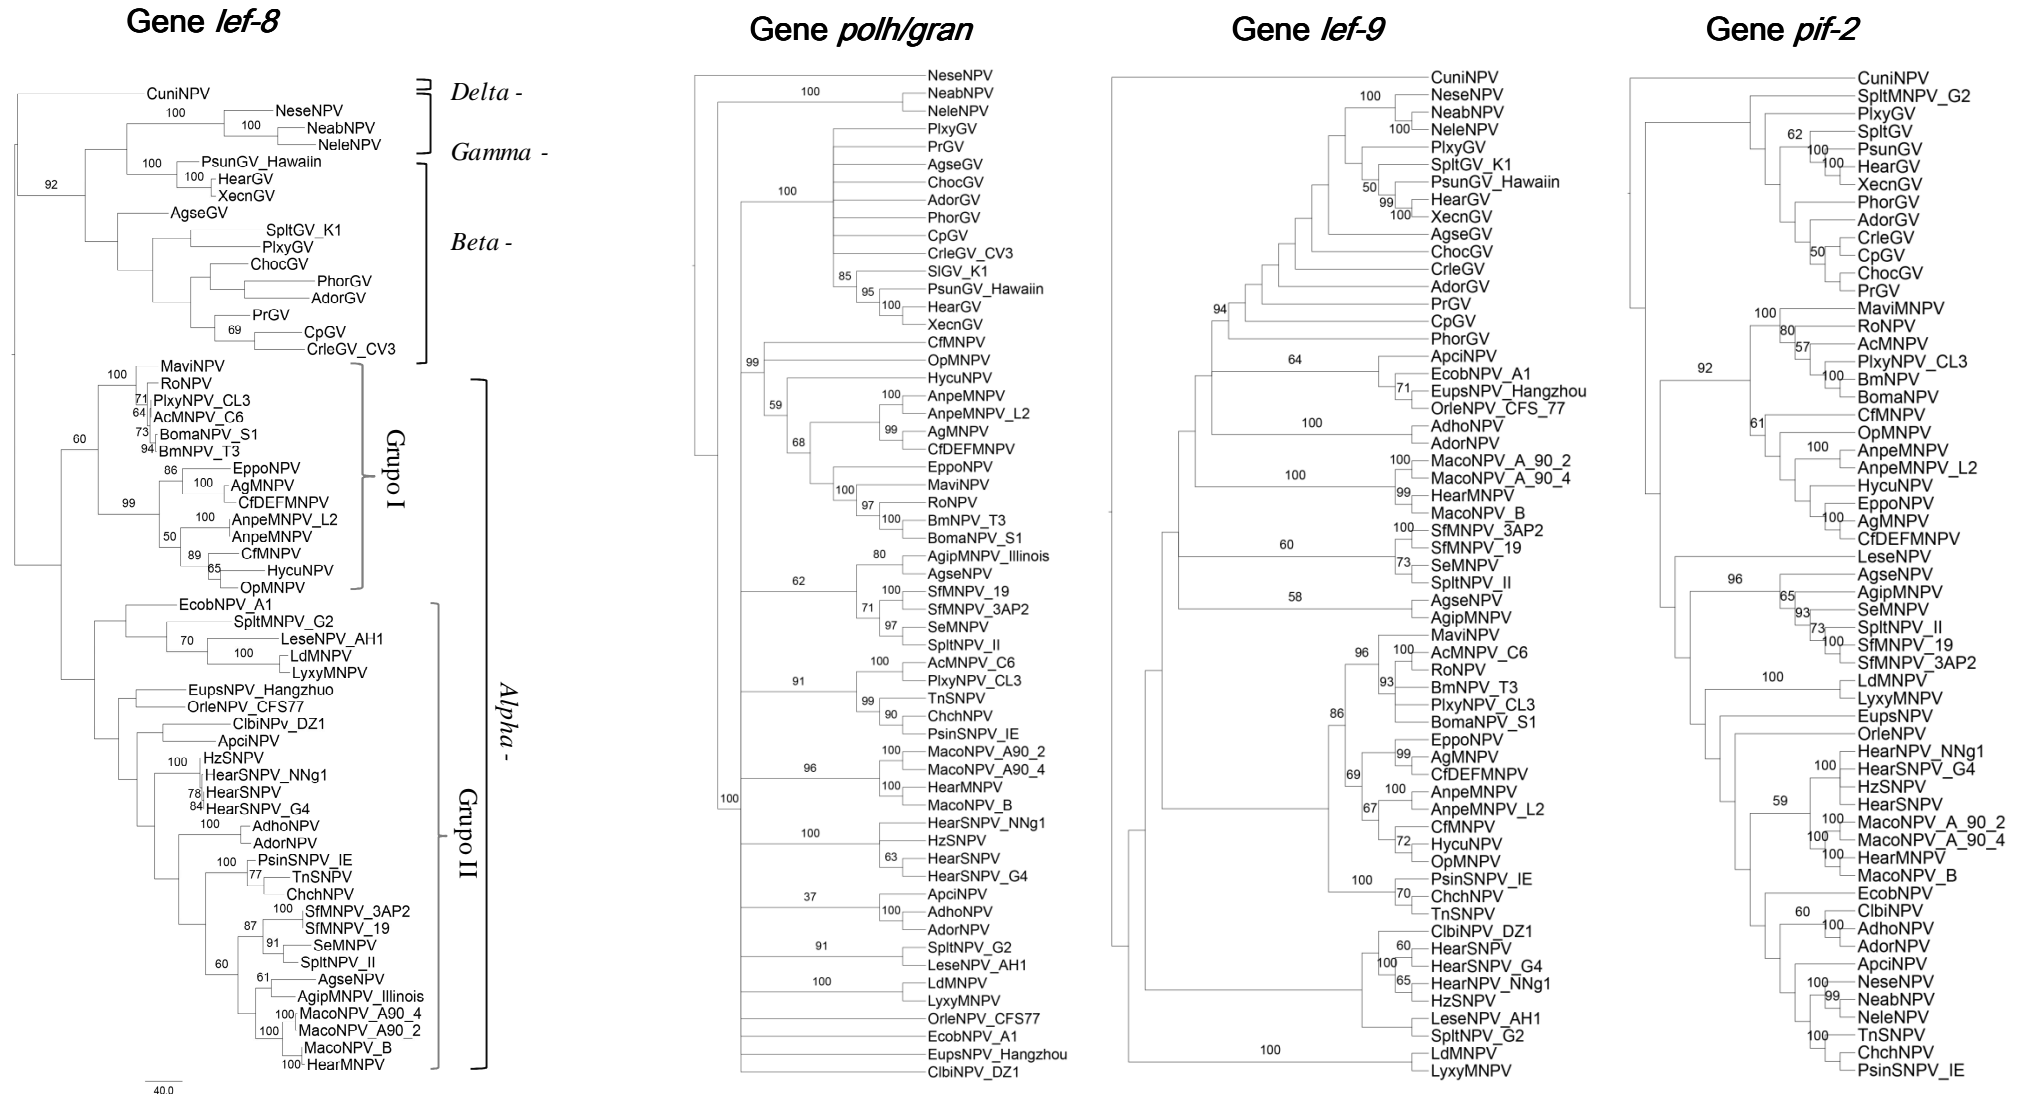 Gene lef-8
CuniNPV
NeseNPV
100
NeabNPV
100
NeleNPV
PsunGV_Hawaiin
100
HearGV
100
XecnGV
92
AgseGV
SpltGV_K1
PlxyGV
ChocGV
PhorGV
AdorGV
PrGV
69
CpGV
CrleGV_CV3
MaviNPV
100
RoNPV
71
PlxyNPV_CL3
64
AcMNPV_C6
73
BomaNPV_S1
94
BmNPV_T3
60
86
EppoNPV
100
AgMNPV
CfDEFMNPV
99
100
AnpeMNPV_L2
AnpeMNPV
50
89
CfMNPV
65
HycuNPV
OpMNPV
EcobNPV_A1
SpltMNPV_G2
70
LeseNPV_AH1
100
LdMNPV
LyxyMNPV
EupsNPV_Hangzhuo
OrleNPV_CFS77
ClbiNPv_DZ1
ApciNPV
HzSNPV
100
HearSNPV_NNg1
78
HearSNPV
84
HearSNPV_G4
100
AdhoNPV
AdorNPV
100
PsinSNPV_IE
77
TnSNPV
ChchNPV
100
SfMNPV_3AP2
87
SfMNPV_19
91
SeMNPV
SpltNPV_II
60
61
AgseNPV
AgipMNPV_Illinois
100
MacoNPV_A90_4
100
MacoNPV_A90_2
MacoNPV_B
100
HearMNPV
40.0
Delta -
Gamma -
Beta -
Grupo I
Grupo II
Alpha -
Gene polh/gran
NeseNPV
100
NeabNPV
NeleNPV
PlxyGV
PrGV
AgseGV
ChocGV
100
AdorGV
PhorGV
CpGV
CrleGV_CV3
85
SlGV_K1
95
PsunGV_Hawaiin
100
HearGV
XecnGV
CfMNPV
99
OpMNPV
HycuNPV
59
100
AnpeMNPV
AnpeMNPV_L2
99
AgMNPV
68
CfDEFMNPV
EppoNPV
100
MaviNPV
97
RoNPV
100
BmNPV_T3
BomaNPV_S1
80
AgipMNPV_Illinois
62
AgseNPV
100
SfMNPV_19
71
SfMNPV_3AP2
97
SeMNPV
SpltNPV_II
100
AcMNPV_C6
91
PlxyNPV_CL3
99
TnSNPV
90
ChchNPV
PsinSNPV_IE
100
MacoNPV_A90_2
96
MacoNPV_A90_4
100
HearMNPV
100
MacoNPV_B
HearSNPV_NNg1
100
HzSNPV
63
HearSNPV
HearSNPV_G4
37
ApciNPV
100
AdhoNPV
AdorNPV
91
SpltNPV_G2
LeseNPV_AH1
100
LdMNPV
LyxyMNPV
OrleNPV_CFS77
EcobNPV_A1
EupsNPV_Hangzhou
ClbiNPV_DZ1
Gene lef-9
CuniNPV
100
NeseNPV
NeabNPV
100
NeleNPV
PlxyGV
SpltGV_K1
50
PsunGV_Hawaiin
99
HearGV
100
XecnGV
AgseGV
ChocGV
CrleGV
AdorGV
94
PrGV
CpGV
PhorGV
64
ApciNPV
EcobNPV_A1
71
EupsNPV_Hangzhou
OrleNPV_CFS_77
100
AdhoNPV
AdorNPV
100
MacoNPV_A_90_2
100
MacoNPV_A_90_4
99
HearMNPV
MacoNPV_B
100
SfMNPV_3AP2
60
SfMNPV_19
73
SeMNPV
SpltNPV_II
58
AgseNPV
AgipMNPV
MaviNPV
96
100
AcMNPV_C6
RoNPV
93
BmNPV_T3
PlxyNPV_CL3
86
BomaNPV_S1
EppoNPV
99
AgMNPV
69
CfDEFMNPV
100
AnpeMNPV
67
AnpeMNPV_L2
CfMNPV
72
HycuNPV
OpMNPV
100
PsinSNPV_IE
70
ChchNPV
TnSNPV
ClbiNPV_DZ1
60
HearSNPV
100
HearSNPV_G4
65
HearNPV_NNg1
HzSNPV
LeseNPV_AH1
SpltNPV_G2
100
LdMNPV
LyxyMNPV
Gene pif-2
CuniNPV
SpltMNPV_G2
PlxyGV
62
SpltGV
100
PsunGV
100
HearGV
XecnGV
PhorGV
AdorGV
CrleGV
50
CpGV
ChocGV
PrGV
100
MaviMNPV
80
RoNPV
57
AcMNPV
92
PlxyNPV_CL3
100
BmNPV
BomaNPV
61
CfMNPV
OpMNPV
100
AnpeMNPV
AnpeMNPV_L2
HycuNPV
EppoNPV
100
AgMNPV
CfDEFMNPV
LeseNPV
96
AgseNPV
65
AgipMNPV
93
SeMNPV
73
SpltNPV_II
100
SfMNPV_19
SfMNPV_3AP2
100
LdMNPV
LyxyMNPV
EupsNPV
OrleNPV
HearNPV_NNg1
100
HearSNPV_G4
HzSNPV
59
HearSNPV
100
MacoNPV_A_90_2
100
MacoNPV_A_90_4
100
HearMNPV
MacoNPV_B
EcobNPV
60
ClbiNPV
100
AdhoNPV
AdorNPV
ApciNPV
100
NeseNPV
99
NeabNPV
NeleNPV
100
TnSNPV
ChchNPV
PsinSNPV_IE